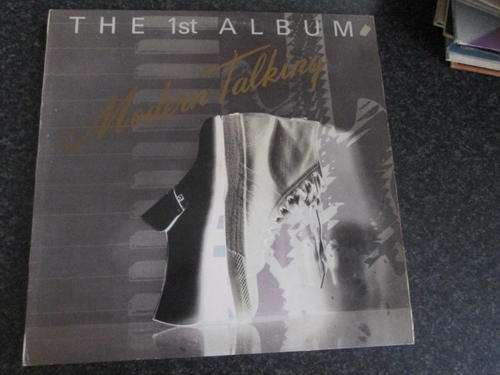 THE 1st ALBUM
Modern Talking